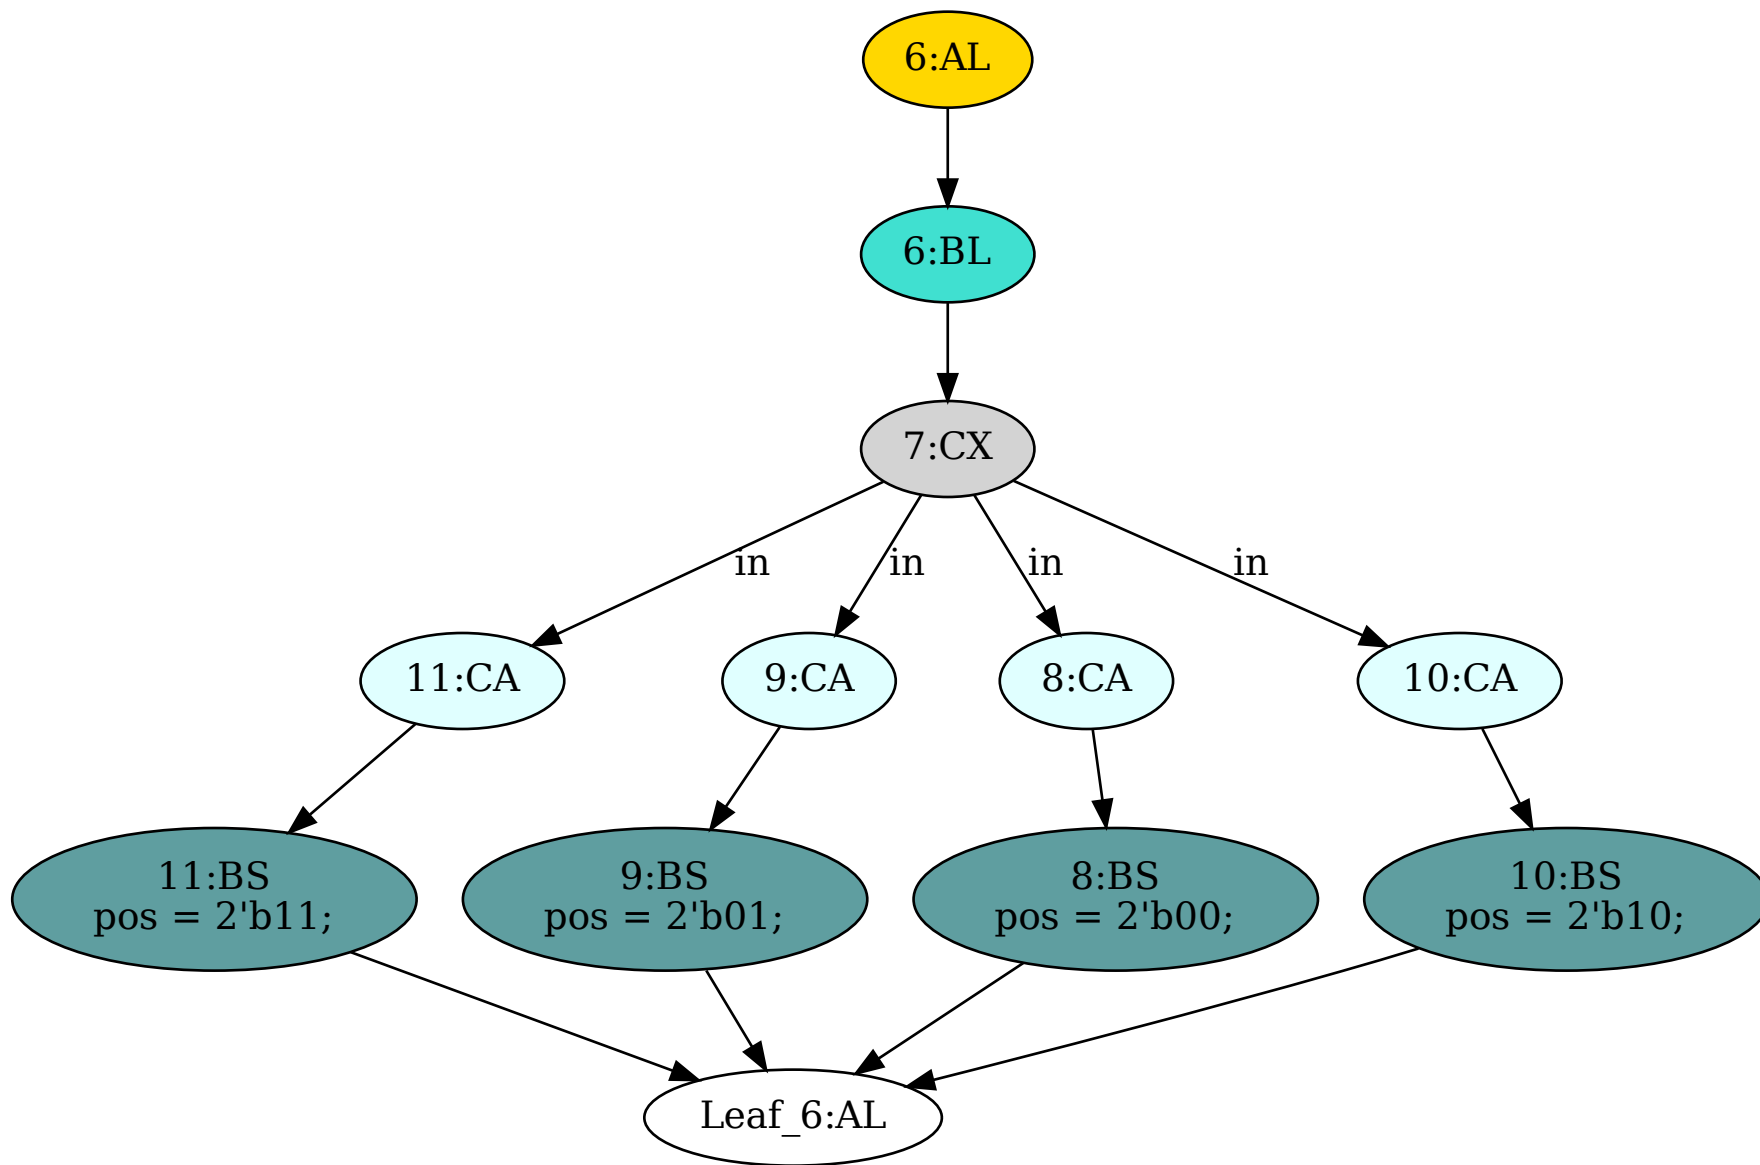 6:AL
6:BL
7:CX
in
in
in
in
11:CA
9:CA
8:CA
10:CA
11:BS
pos = 2'b11;
9:BS
pos = 2'b01;
8:BS
pos = 2'b00;
10:BS
pos = 2'b10;
Leaf_6:AL